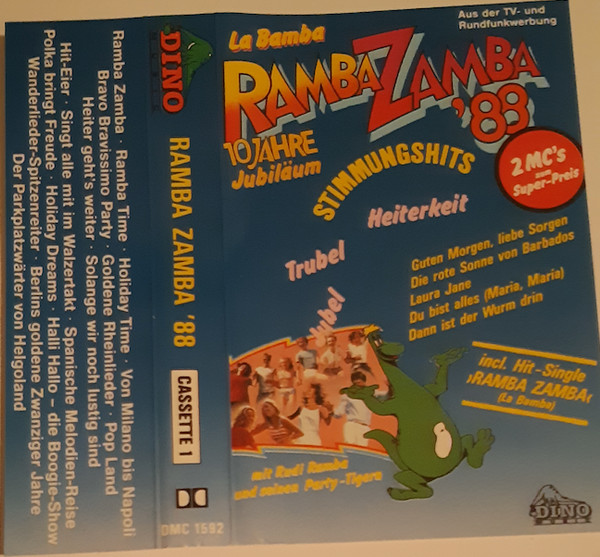 Ramba Zamba · Ramba Time · Holiday Time · Von Milano bis Napoli
Bravo Bravissimo Party · Goldene Rheinlieder · Pop Land
Heiter geht's weiter · Solange wir noch lustig sind
Hit-Eier · Singt alle mit im Walzertakt · Spanische Melodien-Reise
Polka bringt Freude · Holiday Dreams · Halli Hallo – die Boogie-Show
Wanderlieder-Spitzenreiter · Berlins goldene Zwanziger Jahre
Der Parkplatzwärter von Helgoland
DINO
RAMBA ZAMBA '88
CASSETTE 1
DMC 1592
Aus der TV- und
Rundfunkwerbung
La Bamba
RAMBA ZAMBA
'88
10 JAHRE
Jubiläum
STIMMUNGSHITS
2 MC's
zum
Super-Preis
Heiterkeit
Trubel
Guten Morgen, liebe Sorgen
Die rote Sonne von Barbados
Laura Jane
Du bist alles (Maria, Maria)
Dann ist der Wurm drin
incl. Hit-Single
›RAMBA ZAMBA‹
(La Bamba)
mit Rudi Ramba
und seinen Party-Tigers
DINO